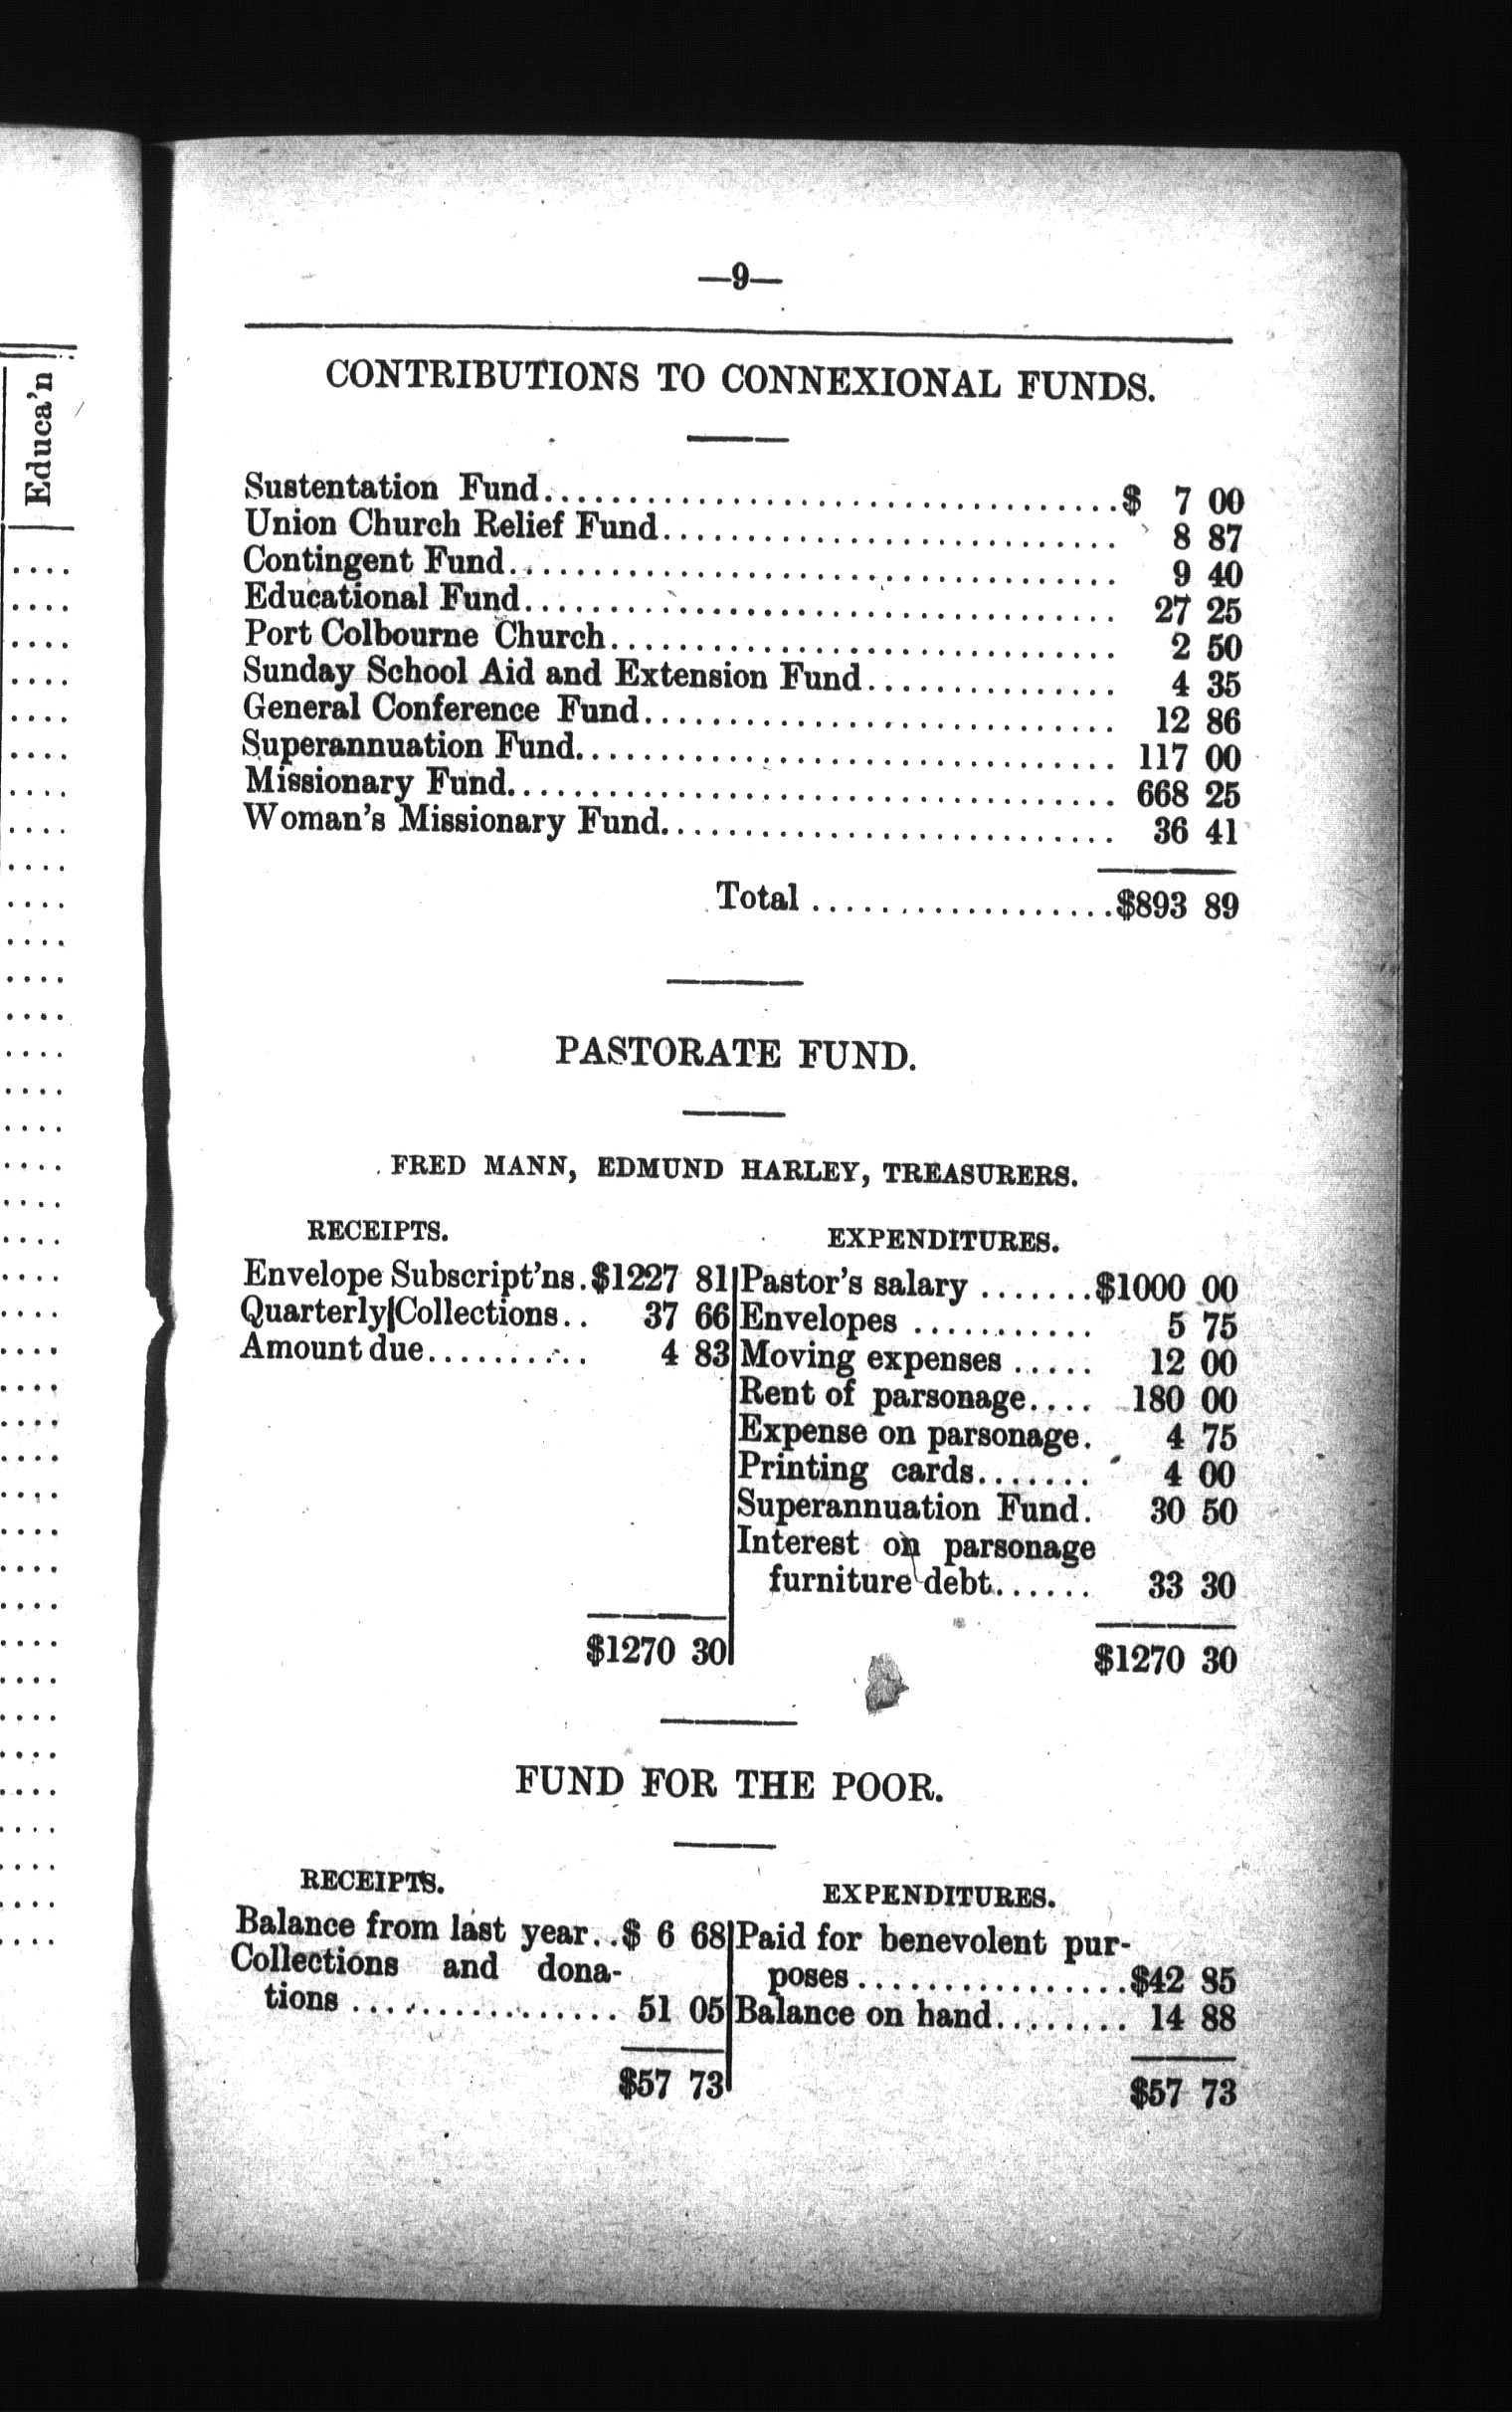 Educa'n
—9—
CONTRIBUTIONS TO CONNEXIONAL FUNDS.
Sustentation Fund..................................$ 7 00
Union Church Relief Fund........................... 8 87
Contingent Fund.................................... 9 40
Educational Fund................................... 27 25
Port Colbourne Church.............................. 2 50
Sunday School Aid and Extension Fund............... 4 35
General Conference Fund............................ 12 86
Superannuation Fund................................ 117 00
Missionary Fund.................................... 668 25
Woman's Missionary Fund........................... 36 41
Total ..................$893 89
PASTORATE FUND.
FRED MANN, EDMUND HARLEY, TREASURERS.
RECEIPTS.
Envelope Subscript'ns.$1227 81
Quarterly|Collections.. 37 66
Amount due.......... 4 83
$1270 30
EXPENDITURES.
Pastor's salary .......$1000 00
Envelopes ........... 5 75
Moving expenses ..... 12 00
Rent of parsonage.... 180 00
Expense on parsonage. 4 75
Printing cards....... 4 00
Superannuation Fund. 30 50
Interest on parsonage
furniture debt...... 33 30
$1270 30
FUND FOR THE POOR.
RECEIPTS.
Balance from last year..$ 6 68
Collections and dona-
tions ................ 51 05
$57 73
EXPENDITURES.
Paid for benevolent pur-
poses................$42 85
Balance on hand........ 14 88
$57 73